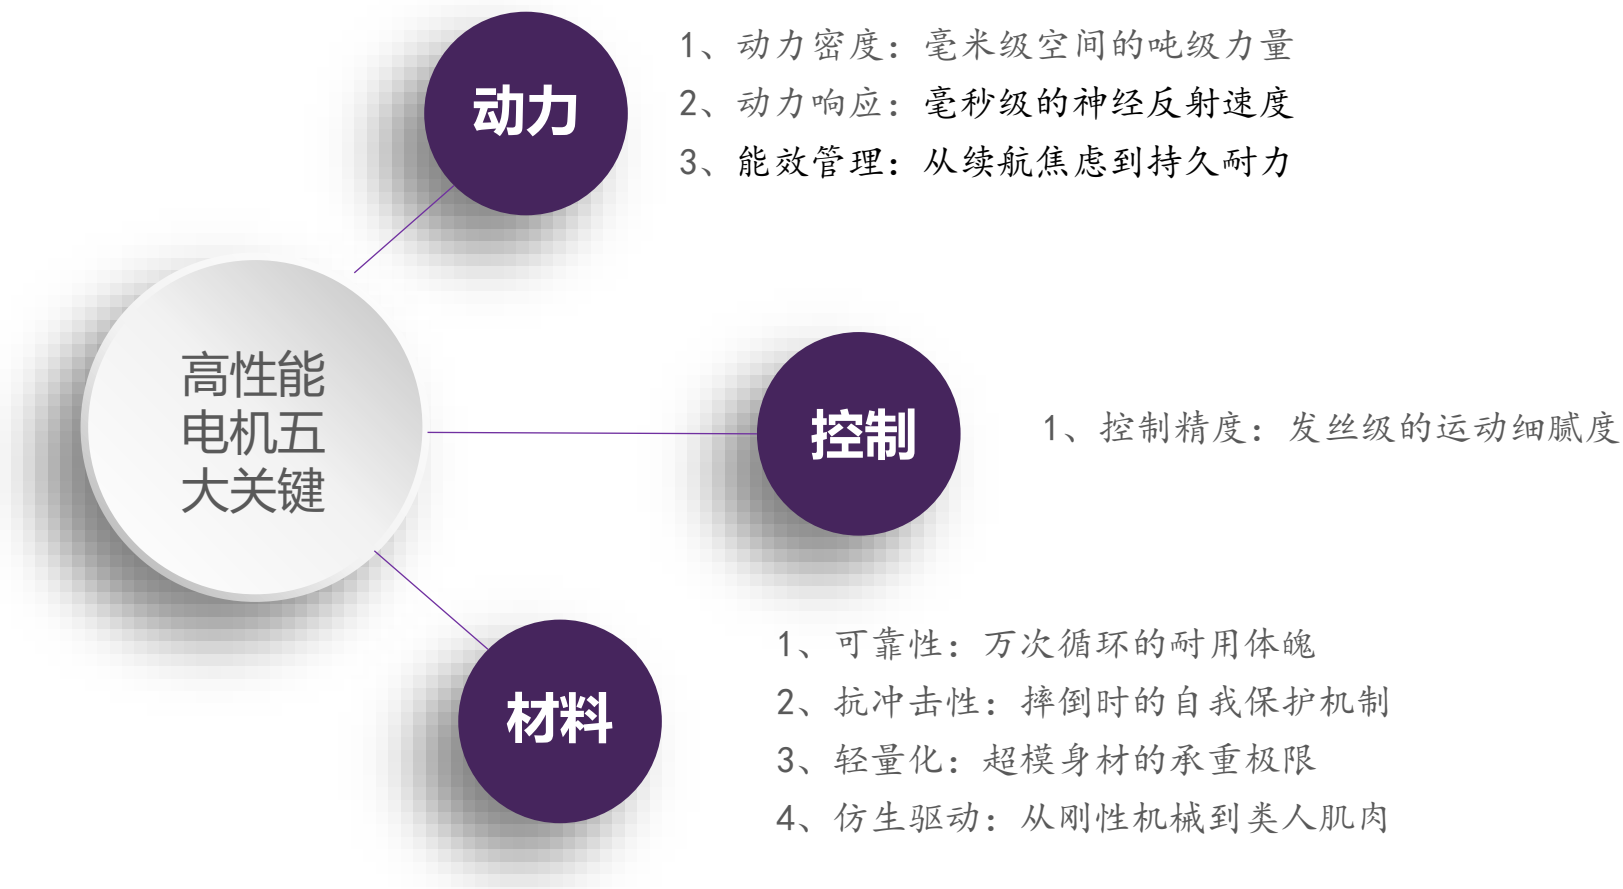 动力
1、动力密度：毫米级空间的吨级力量
2、动力响应：毫秒级的神经反射速度
3、能效管理：从续航焦虑到持久耐力
高性能
电机五
大关键
控制
1、控制精度：发丝级的运动细腻度
材料
1、可靠性：万次循环的耐用体魄
2、抗冲击性：摔倒时的自我保护机制
3、轻量化：超模身材的承重极限
4、仿生驱动：从刚性机械到类人肌肉